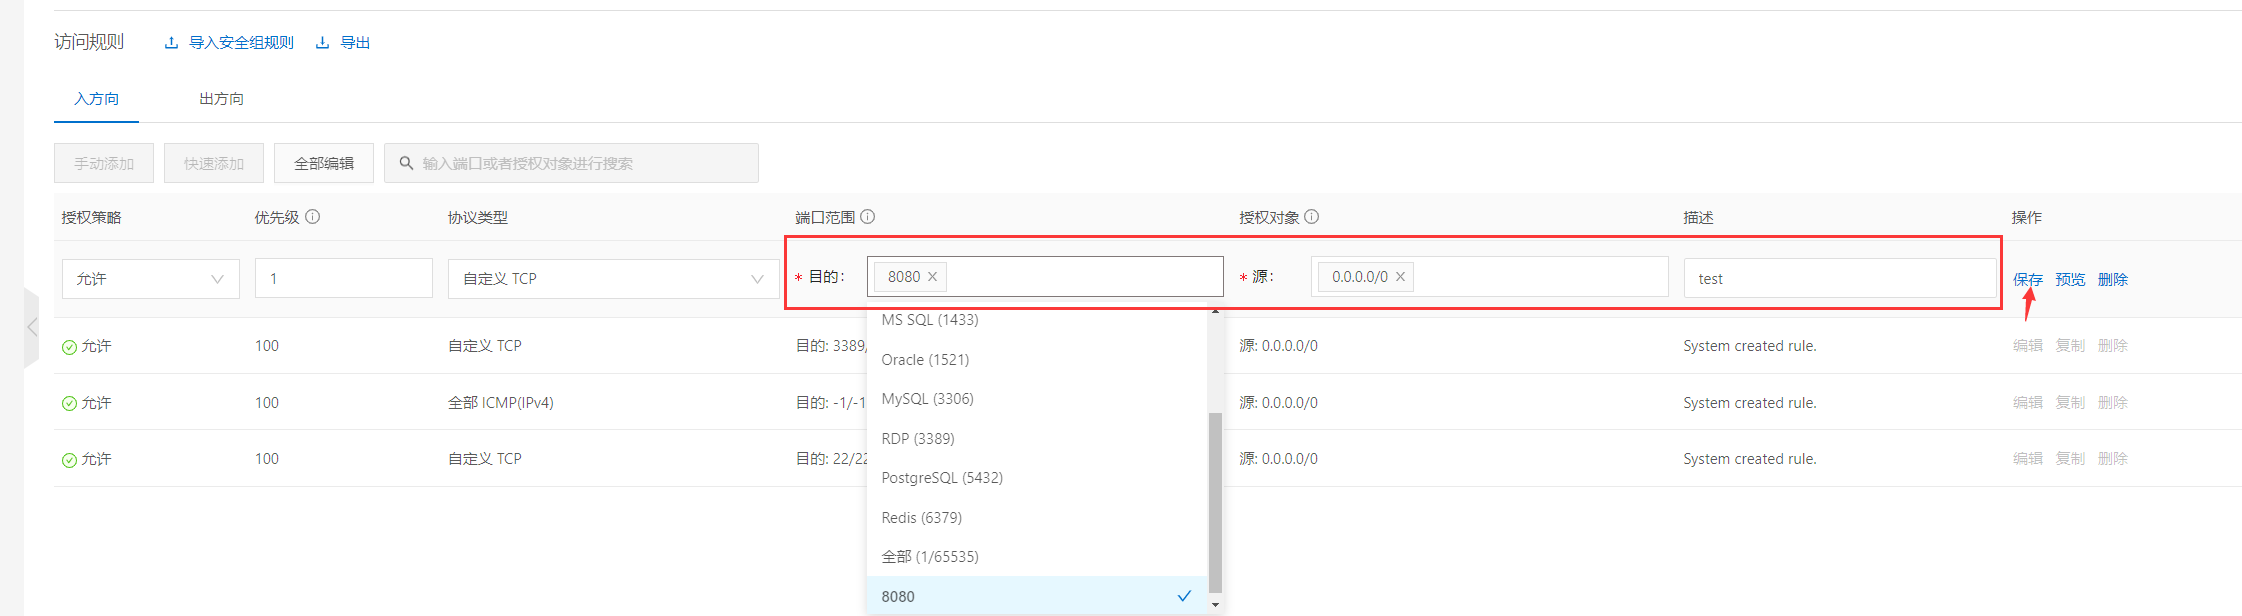 访问规则 导入安全组规则 导出
入方向 出方向
手动添加 快速添加 全部编辑 输入端口或者授权对象进行搜索
授权策略 优先级 协议类型 端口范围 授权对象 描述 操作
允许 1 自定义 TCP * 目的: 8080 * 源: 0.0.0.0/0 test 保存 预览 删除
MS SQL (1433)
允许 100 自定义 TCP 目的: 3389/ 源: 0.0.0.0/0 System created rule. 编辑 复制 删除
Oracle (1521)
MySQL (3306)
允许 100 全部 ICMP(IPv4) 目的: -1/-1 源: 0.0.0.0/0 System created rule. 编辑 复制 删除
RDP (3389)
允许 100 自定义 TCP 目的: 22/22 源: 0.0.0.0/0 System created rule. 编辑 复制 删除
PostgreSQL (5432)
Redis (6379)
全部 (1/65535)
8080